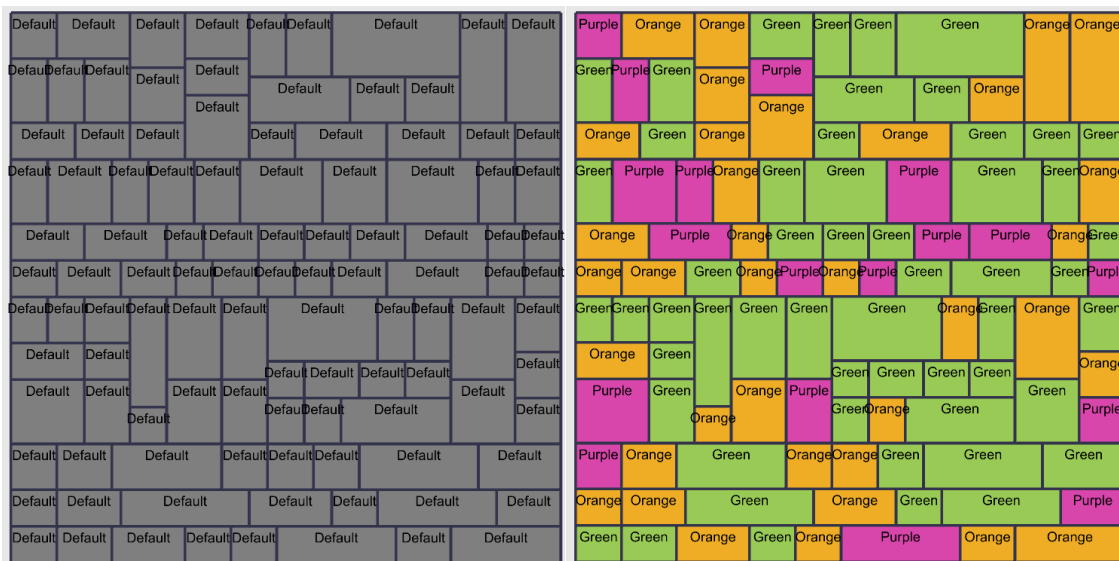 Default Default Default Default Default Default Default Default Default
Default Default Default Default
Default
Default Default Default
Default
Default Default Default Default Default Default Default Default
Default Default Default Default Default Default Default Default Default Default
Default Default Default Default Default Default Default Default Default Default
Default Default Default Default Default Default Default Default Default Default Default
Default Default Default Default Default Default Default Default Default Default Default
Default Default
Default
Default Default Default Default
Default Default Default Default Default
Default Default Default Default
Default
Default Default Default Default Default Default Default Default
Default Default Default Default Default Default Default
Default Default Default Default Default Default Default Default
Purple Orange Orange Green Green Green Green Orange Orange
Green Purple Green Purple
Orange
Green Green Orange
Orange
Orange Green Orange Green Orange Green Green Green
Green Purple Purple Orange Green Green Purple Green Green Orange
Orange Purple Orange Green Green Green Purple Purple Orange Green
Orange Orange Green Orange Purple Orange Purple Green Green Green Purple
Green Green Green Green Green Green Green Orange Green Orange Green
Orange Green
Orange
Green Green Green Green
Purple Green Orange Purple Green
Green Orange Green Purple
Orange
Purple Orange Green Orange Orange Green Green Green
Orange Orange Green Orange Green Green Purple
Green Green Orange Green Orange Purple Orange Orange